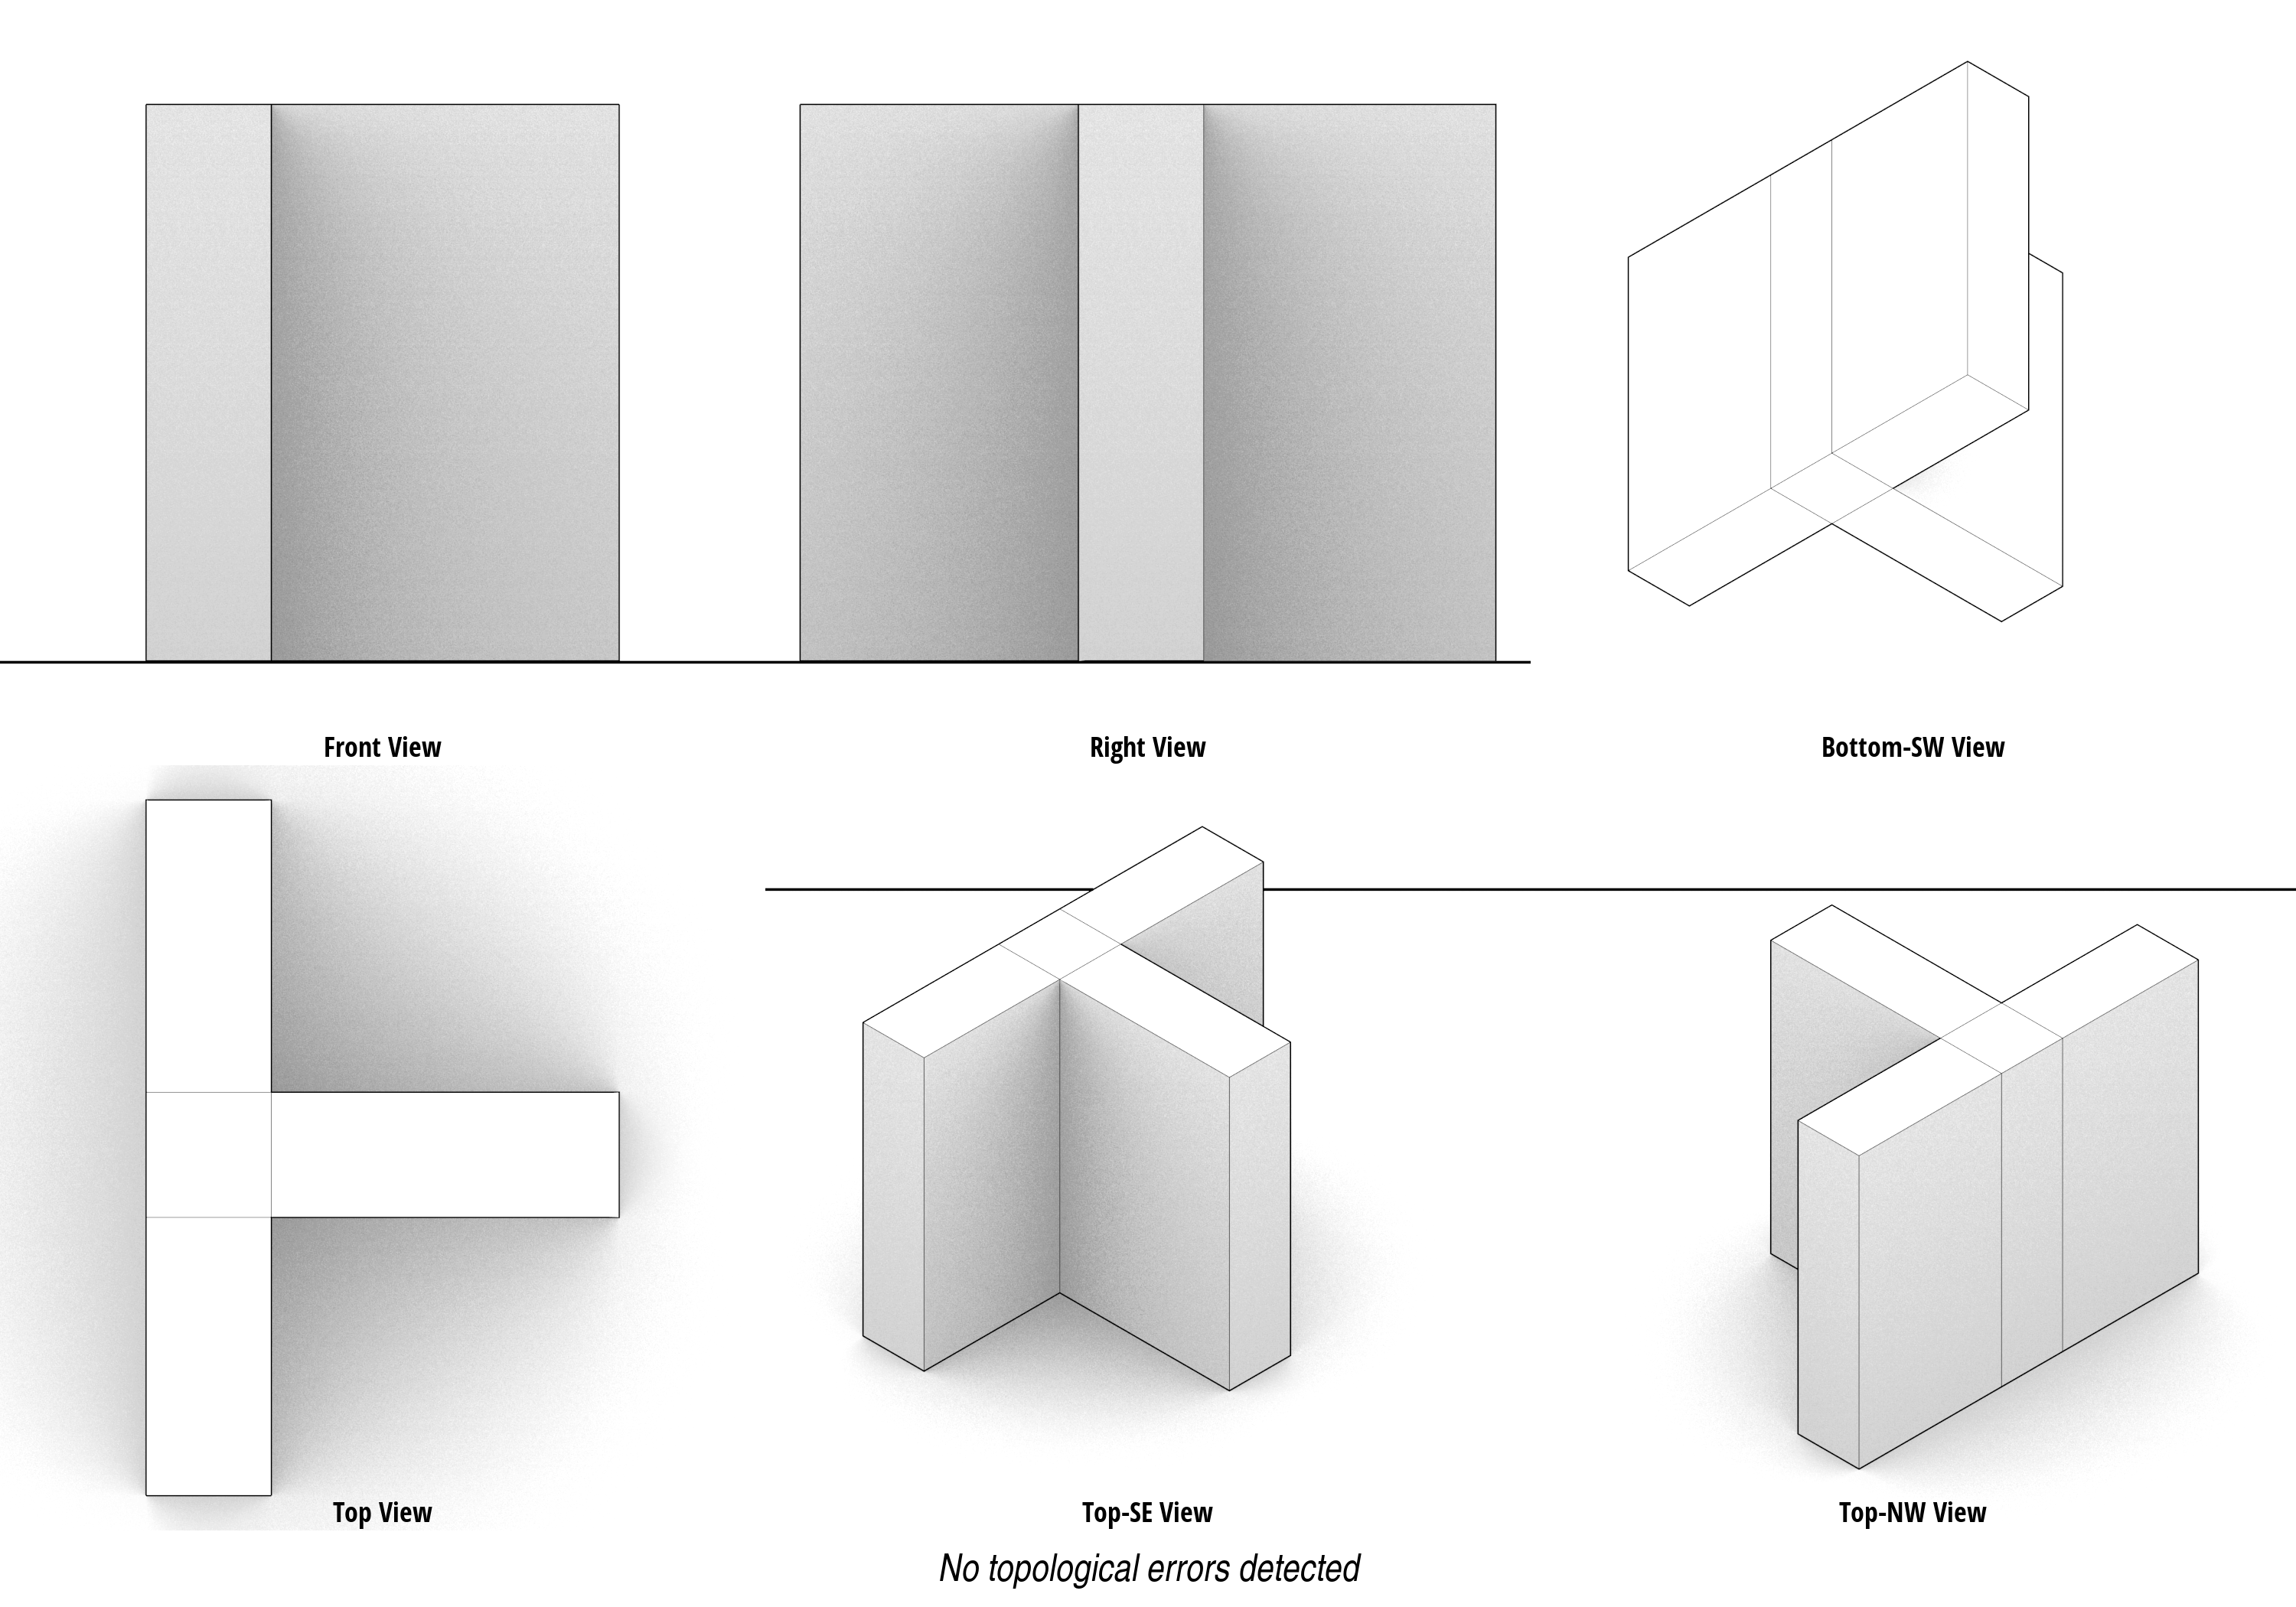 Front View
Right View
Bottom-SW View
Top View
Top-SE View
Top-NW View
No topological errors detected